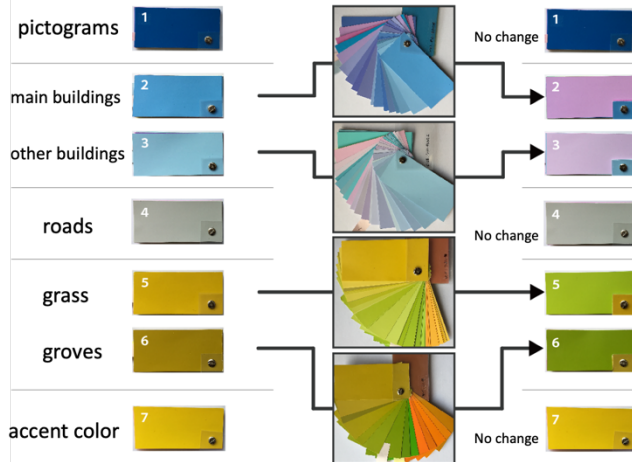 pictograms 1 No change 1
main buildings 2 2
other buildings 3 3
roads 4 No change 4
grass 5 5
groves 6 6
accent color 7 No change 7